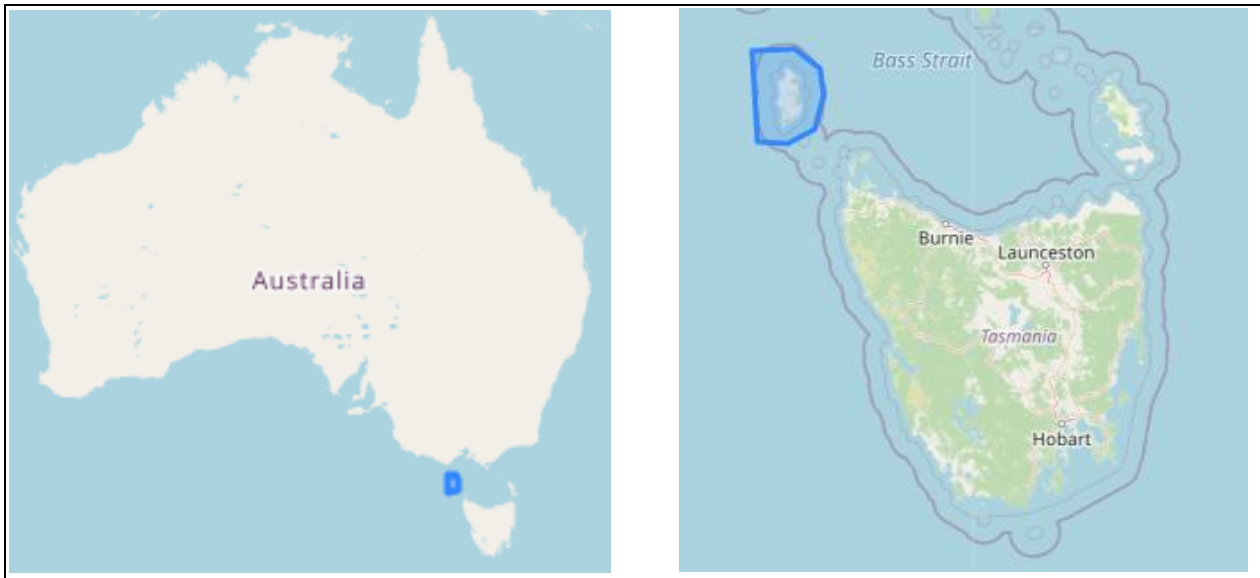 Australia
Bass Strait
Burnie
Launceston
Tasmania
Hobart